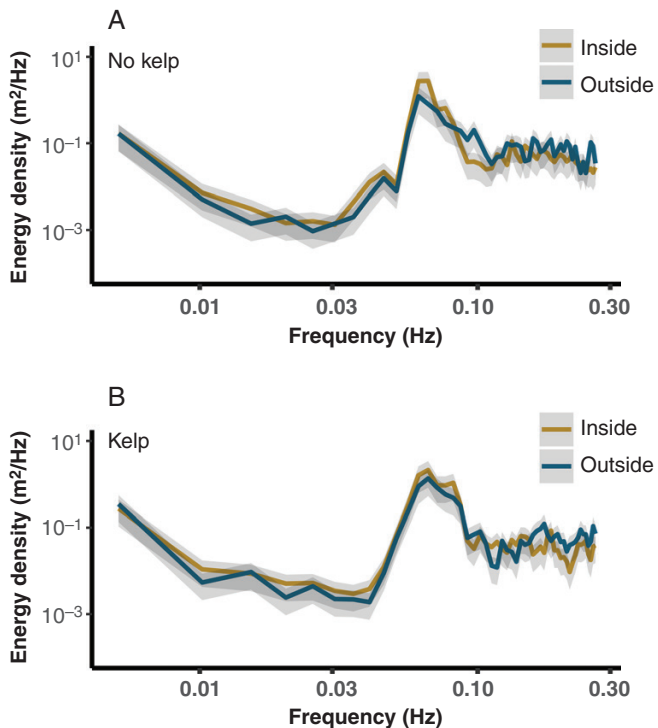 A
No kelp
Inside
Outside
Energy density (m²/Hz)
10¹
10⁻¹
10⁻³
0.01 0.03 0.10 0.30
Frequency (Hz)
B
Kelp
Inside
Outside
Energy density (m²/Hz)
10¹
10⁻¹
10⁻³
0.01 0.03 0.10 0.30
Frequency (Hz)